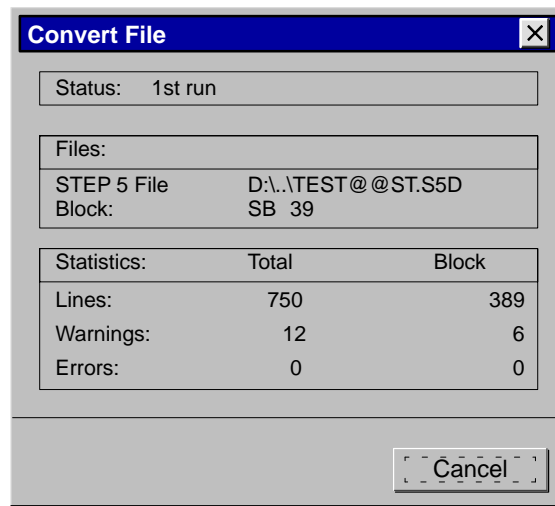 Convert File
Status: 1st run
Files:
STEP 5 File D:\..\TEST@@ST.S5D
Block: SB 39
Statistics: Total Block
Lines: 750 389
Warnings: 12 6
Errors: 0 0
Cancel